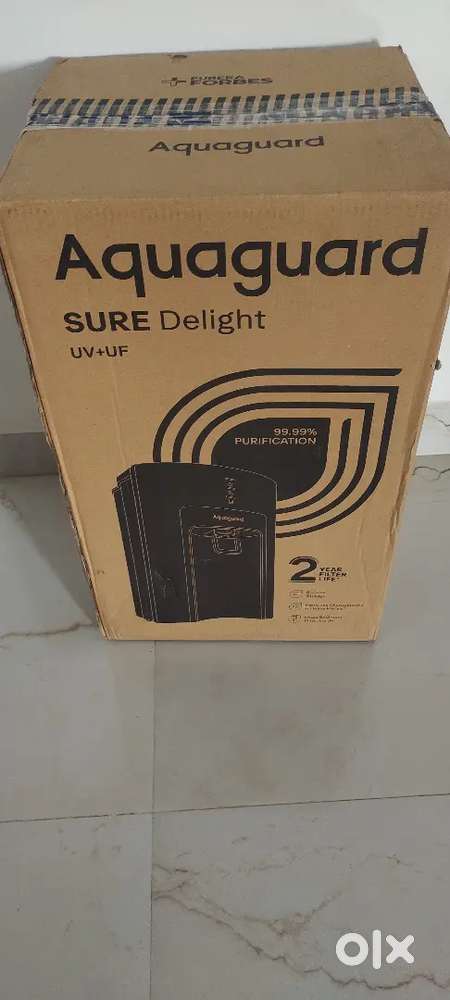 EUREKA
FORBES
Aquaguard
Aquaguard
SURE Delight
UV+UF
99.99%
PURIFICATION
Aquaguard
2 YEAR
FILTER
LIFE*
olx